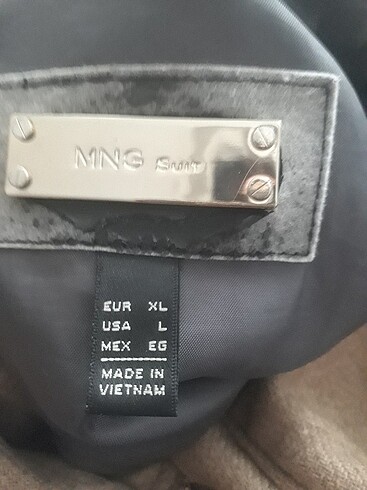 MNG Suit
EUR XL
USA L
MEX EG
MADE IN
VIETNAM